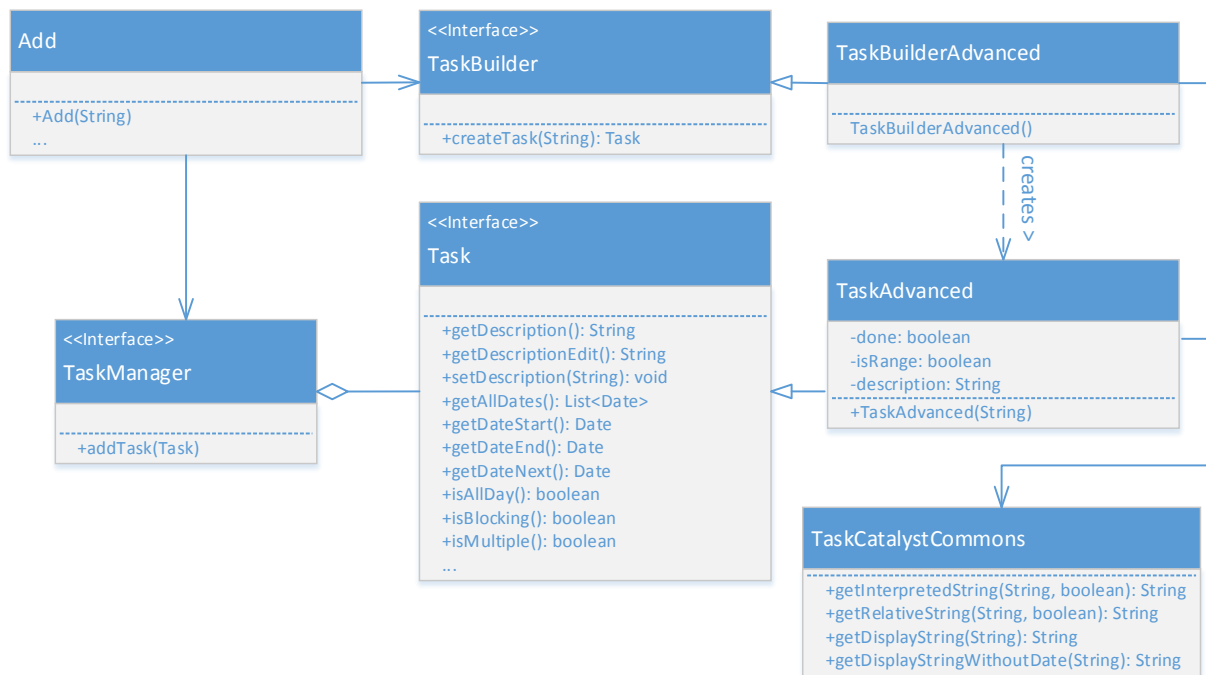 Add
+Add(String)
...
<<Interface>>
TaskBuilder
+createTask(String): Task
TaskBuilderAdvanced
TaskBuilderAdvanced()
creates >
<<Interface>>
Task
+getDescription(): String
+getDescriptionEdit(): String
+setDescription(String): void
+getAllDates(): List<Date>
+getDateStart(): Date
+getDateEnd(): Date
+getDateNext(): Date
+isAllDay(): boolean
+isBlocking(): boolean
+isMultiple(): boolean
...
TaskAdvanced
-done: boolean
-isRange: boolean
-description: String
+TaskAdvanced(String)
<<Interface>>
TaskManager
+addTask(Task)
TaskCatalystCommons
+getInterpretedString(String, boolean): String
+getRelativeString(String, boolean): String
+getDisplayString(String): String
+getDisplayStringWithoutDate(String): String